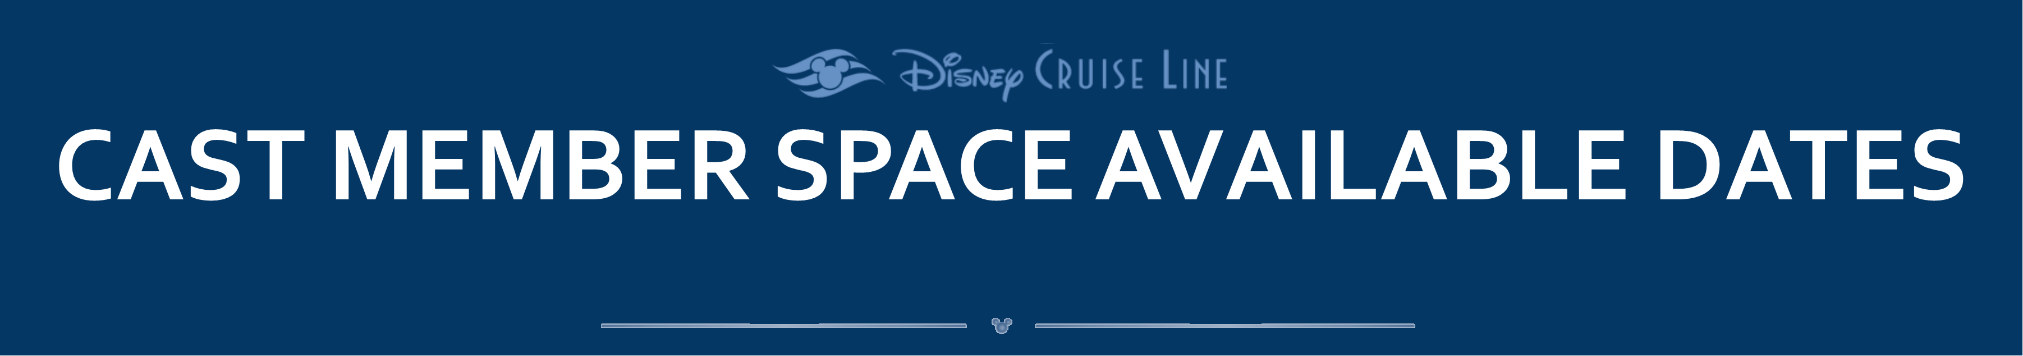 Disney Cruise Line
CAST MEMBER SPACE AVAILABLE DATES